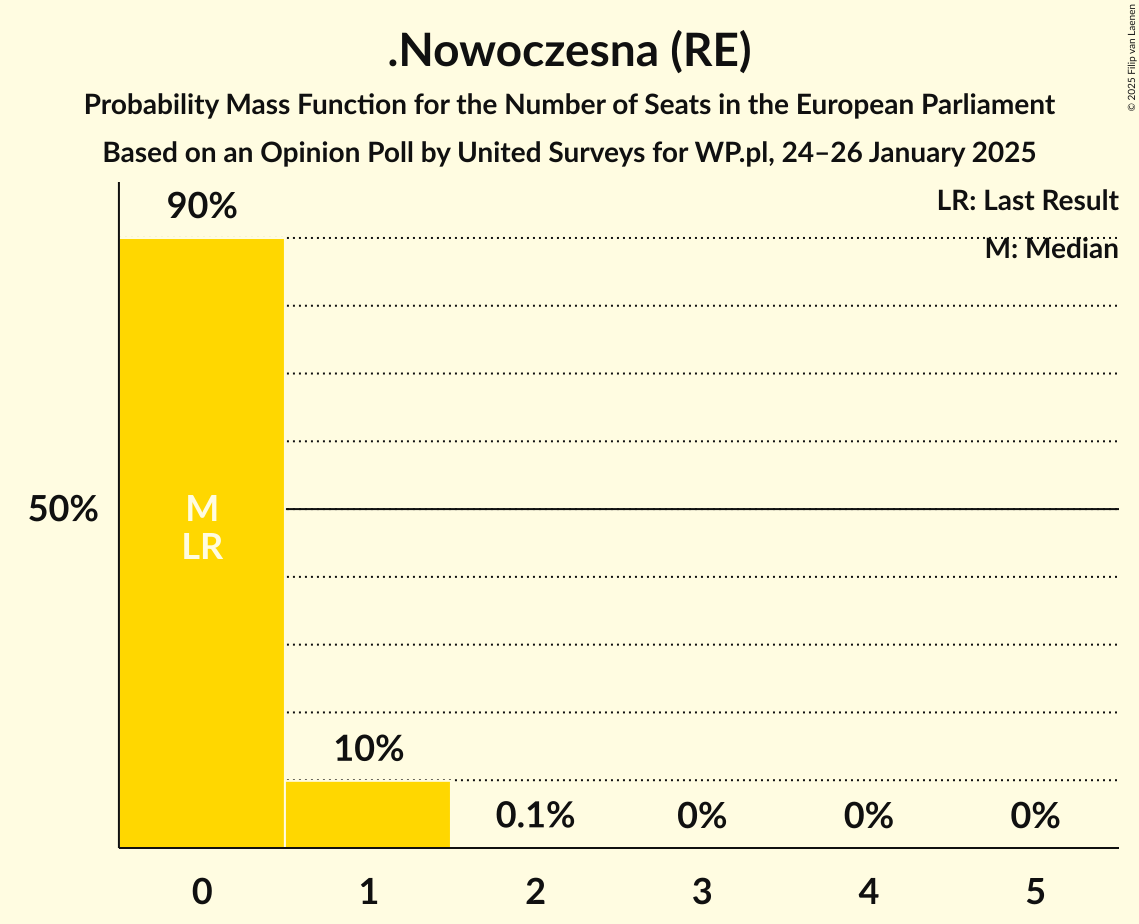 .Nowoczesna (RE)
Probability Mass Function for the Number of Seats in the European Parliament
Based on an Opinion Poll by United Surveys for WP.pl, 24–26 January 2025
© 2025 Filip van Laenen
LR: Last Result
M: Median
90%
50%
M
LR
10%
0.1%
0%
0%
0%
0
1
2
3
4
5